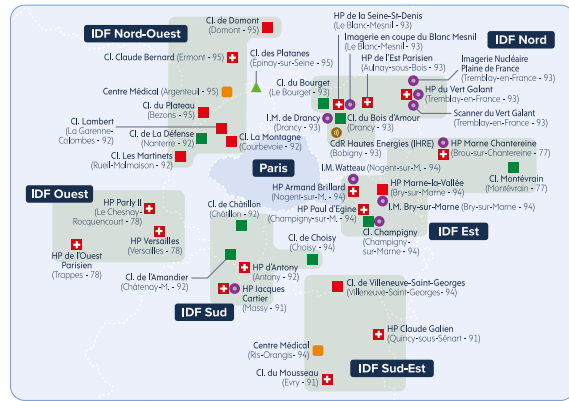 IDF Nord-Ouest
Cl. de Domont
(Domont - 95)
Cl. Claude Bernard (Ermont - 95)
Cl. des Platanes
(Épinay-sur-Seine - 95)
Centre Médical (Argenteuil - 95)
Cl. du Plateau
(Bezons - 95)
Cl. Lambert
(La Garenne-
Colombes - 92)
Cl. de La Défense
(Nanterre - 92)
Cl. La Montagne
(Courbevoie - 92)
Cl. Les Martinets
(Rueil-Malmaison - 92)
HP de la Seine-St-Denis
(Le Blanc-Mesnil - 93)
Imagerie en coupe du Blanc Mesnil
(Le Blanc-Mesnil - 93)
IDF Nord
HP de l'Est Parisien
(Aulnay-sous-Bois - 93)
Imagerie Nucléaire
Plaine de France
(Tremblay-en-France - 93)
Cl. du Bourget
(Le Bourget - 93)
HP du Vert Galant
(Tremblay-en-France - 93)
I.M. de Drancy
(Drancy - 93)
Cl. du Bois d'Amour
(Drancy - 93)
Scanner du Vert Galant
(Tremblay-en-France - 93)
CdR Hautes Energies (IHRE)
(Bobigny - 93)
HP Marne Chantereine
(Brou-sur-Chantereine - 77)
Cl. Montévrain
(Montévrain - 77)
Paris
I.M. Watteau (Nogent-sur-M. - 94)
HP Armand Brillard
(Nogent-sur-M. - 94)
HP Marne-la-Vallée
(Bry-sur-Marne - 94)
HP Paul d'Egine
(Champigny-sur-M. - 94)
I.M. Bry-sur-Marne (Bry-sur-Marne - 94)
Cl. Champigny
(Champigny-
sur-Marne - 94)
IDF Est
IDF Ouest
HP Parly II
(Le Chesnay-
Rocquencourt - 78)
HP Versailles
(Versailles - 78)
HP de l'Ouest
Parisien
(Trappes - 78)
Cl. de Châtillon
(Châtillon - 92)
Cl. de Choisy
(Choisy - 94)
Cl. de l'Amandier
(Châtenay-M. - 92)
HP d'Antony
(Antony - 92)
HP Jacques
Cartier
(Massy - 91)
IDF Sud
Cl. de Villeneuve-Saint-Georges
(Villeneuve-Saint-Georges - 94)
HP Claude Galien
(Quincy-sous-Sénart - 91)
Centre Médical
(Ris-Orangis - 94)
Cl. du Mousseau
(Evry - 91)
IDF Sud-Est